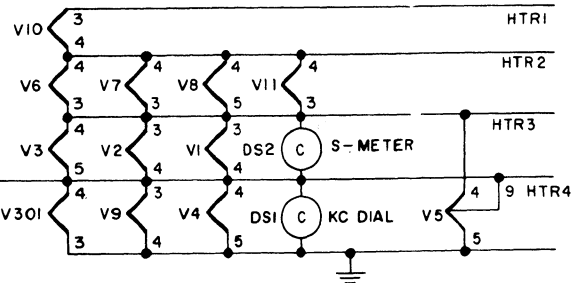 3 HTR1
V10
4 HTR2
4 4 4 4
V6 V7 V8 V11
3 3 5 3 HTR3
4 3 3
V3 V2 V1 DS2 C S-METER
5 4 4
4 3 4 4 9 HTR4
V301 V9 V4 DS1 C KC DIAL V5
3 4 5 5